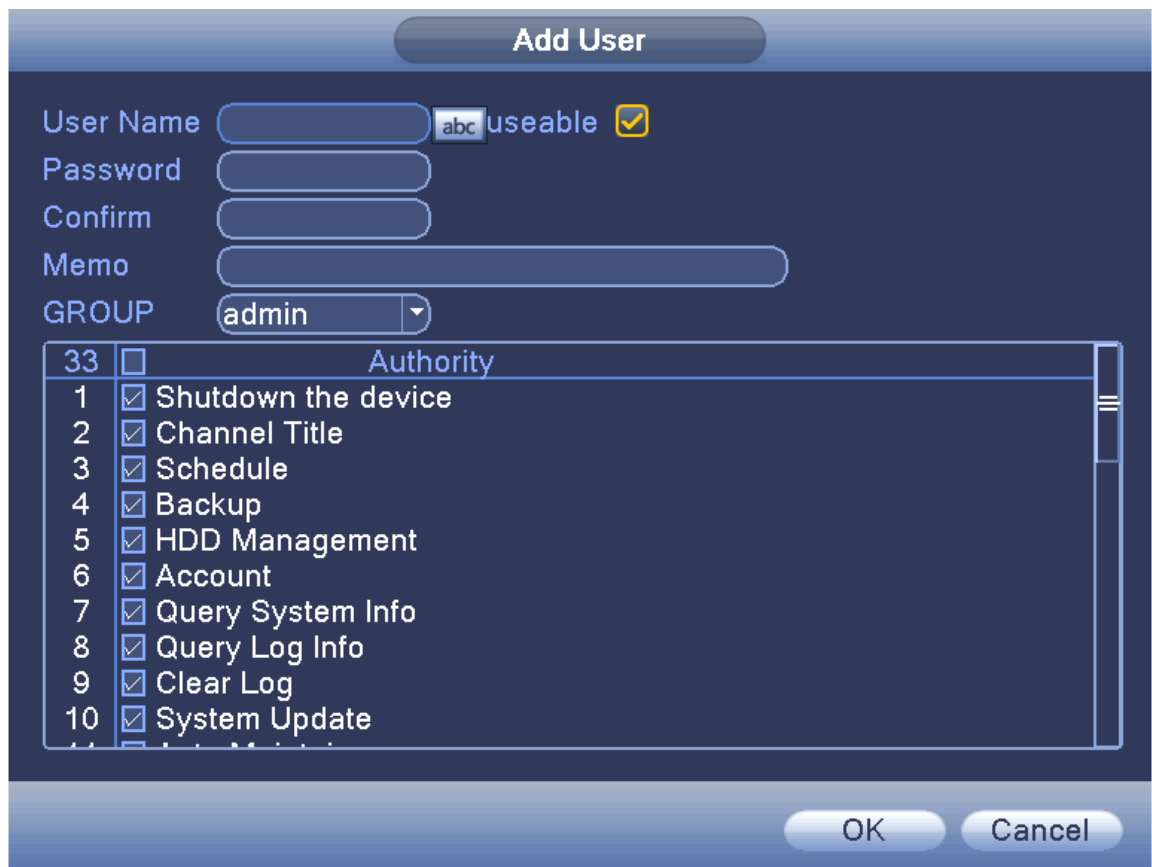 Add User
User Name abc useable
Password
Confirm
Memo
GROUP admin
33 Authority
1 Shutdown the device
2 Channel Title
3 Schedule
4 Backup
5 HDD Management
6 Account
7 Query System Info
8 Query Log Info
9 Clear Log
10 System Update
OK Cancel